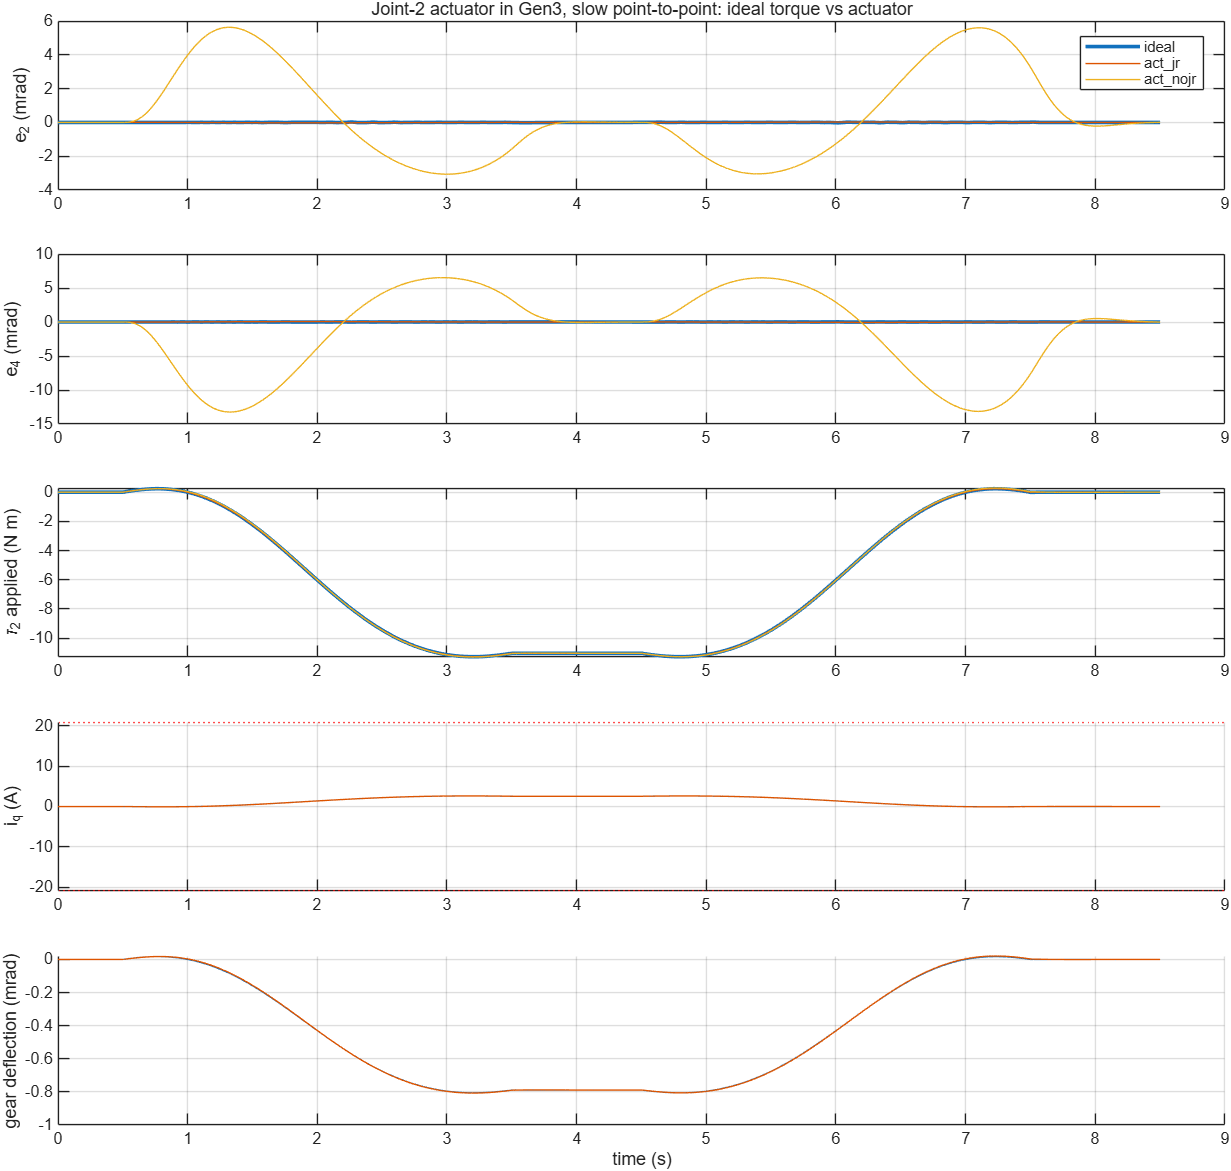 Joint-2 actuator in Gen3, slow point-to-point: ideal torque vs actuator
6
4
2
0
-2
-4
e2 (mrad)
ideal
act_jr
act_nojr
0 1 2 3 4 5 6 7 8 9
10
5
0
-5
-10
-15
e4 (mrad)
0 1 2 3 4 5 6 7 8 9
0
-2
-4
-6
-8
-10
τ2 applied (N m)
0 1 2 3 4 5 6 7 8 9
20
10
0
-10
-20
iq (A)
0 1 2 3 4 5 6 7 8 9
0
-0.2
-0.4
-0.6
-0.8
-1
gear deflection (mrad)
0 1 2 3 4 5 6 7 8 9
time (s)